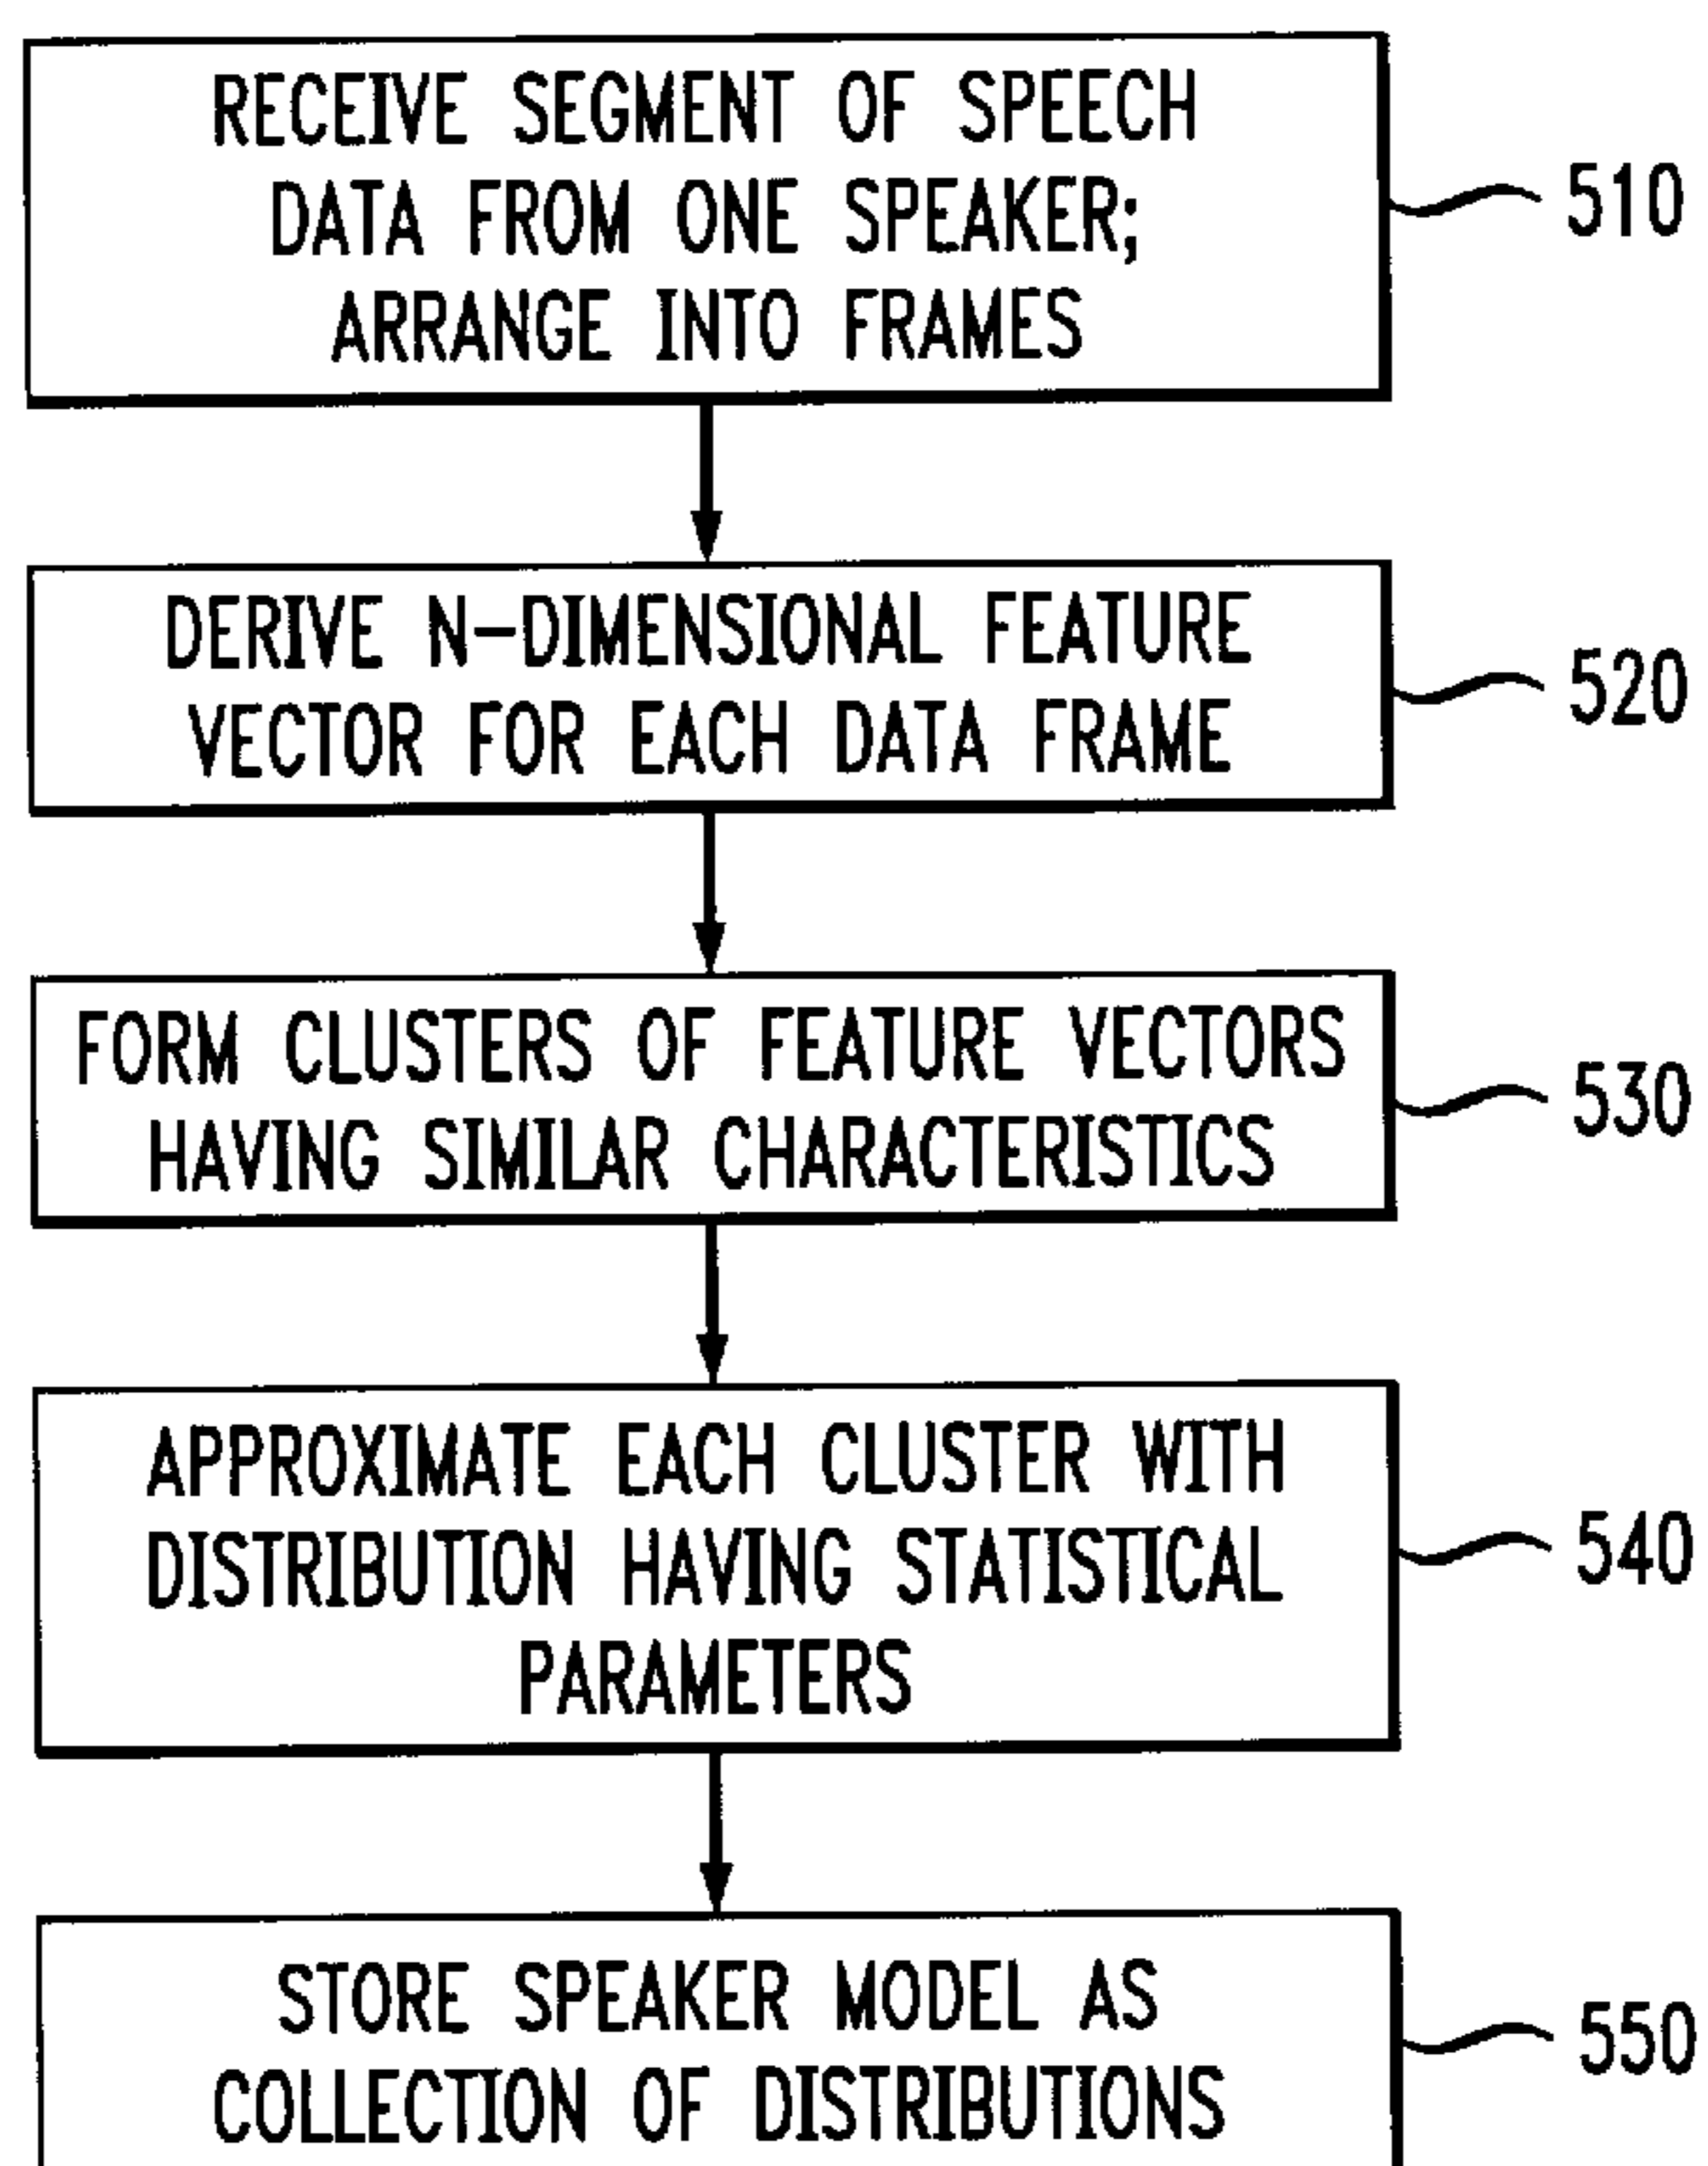 RECEIVE SEGMENT OF SPEECH
DATA FROM ONE SPEAKER;
ARRANGE INTO FRAMES
510
DERIVE N-DIMENSIONAL FEATURE
VECTOR FOR EACH DATA FRAME
520
FORM CLUSTERS OF FEATURE VECTORS
HAVING SIMILAR CHARACTERISTICS
530
APPROXIMATE EACH CLUSTER WITH
DISTRIBUTION HAVING STATISTICAL
PARAMETERS
540
STORE SPEAKER MODEL AS
COLLECTION OF DISTRIBUTIONS
550